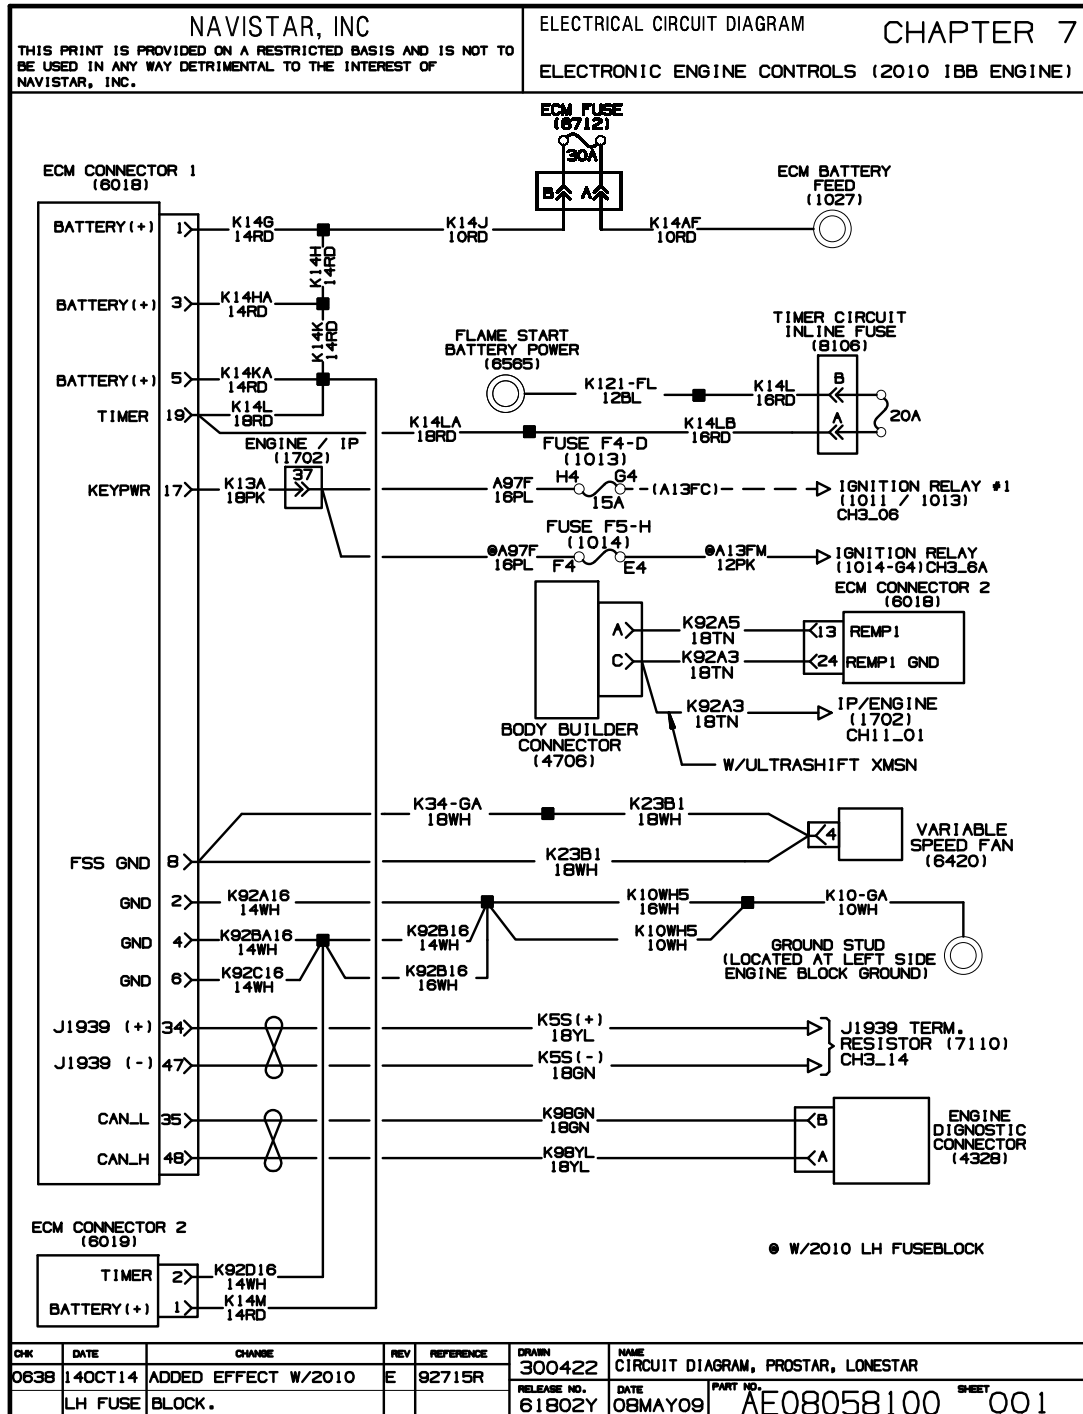 NAVISTAR, INC
THIS PRINT IS PROVIDED ON A RESTRICTED BASIS AND IS NOT TO
BE USED IN ANY WAY DETRIMENTAL TO THE INTEREST OF
NAVISTAR, INC.
ELECTRICAL CIRCUIT DIAGRAM
CHAPTER 7
ELECTRONIC ENGINE CONTROLS (2010 IBB ENGINE)
ECM FUSE
(6712)
30A
B
A
ECM CONNECTOR 1
(6018)
ECM BATTERY
FEED
(1027)
BATTERY(+) 1
K14G
14RD
K14J
10RD
K14AF
10RD
K14H
14RD
BATTERY(+) 3
K14HA
14RD
K14K
14RD
TIMER CIRCUIT
INLINE FUSE
(8106)
FLAME START
BATTERY POWER
(6565)
BATTERY(+) 5
K14KA
14RD
K121-FL
12BL
K14L
16RD
B
TIMER 19
K14L
18RD
K14LA
18RD
K14LB
16RD
A
20A
ENGINE / IP
(1702)
37
FUSE F4-D
(1013)
KEYPWR 17
K13A
18PK
A97F
16PL
H4
G4
15A
(A13FC)
IGNITION RELAY #1
(1011 / 1013)
CH3_06
FUSE F5-H
(1014)
@A97F
16PL
F4
E4
@A13FM
12PK
IGNITION RELAY
(1014-G4)CH3_6A
ECM CONNECTOR 2
(6018)
A
K92A5
18TN
13 REMP1
C
K92A3
18TN
24 REMP1 GND
K92A3
18TN
IP/ENGINE
(1702)
CH11_01
BODY BUILDER
CONNECTOR
(4706)
W/ULTRASHIFT XMSN
K34-GA
18WH
K23B1
18WH
4
VARIABLE
SPEED FAN
(6420)
FSS GND 8
K23B1
18WH
GND 2
K92A16
14WH
K10WH5
16WH
K10-GA
10WH
GND 4
K92BA16
14WH
K92B16
14WH
K10WH5
10WH
GROUND STUD
(LOCATED AT LEFT SIDE
ENGINE BLOCK GROUND)
GND 6
K92C16
14WH
K92B16
16WH
J1939 (+) 34
K5S(+)
18YL
J1939 TERM.
RESISTOR (7110)
CH3_14
J1939 (-) 47
K5S(-)
18GN
CAN_L 35
K98GN
18GN
B
ENGINE
DIGNOSTIC
CONNECTOR
(4328)
CAN_H 48
K98YL
18YL
A
ECM CONNECTOR 2
(6019)
@ W/2010 LH FUSEBLOCK
TIMER 2
K92D16
14WH
BATTERY(+) 1
K14M
14RD
CHK DATE CHANGE REV REFERENCE
0638 14OCT14 ADDED EFFECT W/2010 E 92715R
LH FUSE BLOCK.
DRAWN
300422
NAME
CIRCUIT DIAGRAM, PROSTAR, LONESTAR
RELEASE NO.
61802Y
DATE
08MAY09
PART NO.
AE08058100
SHEET
001